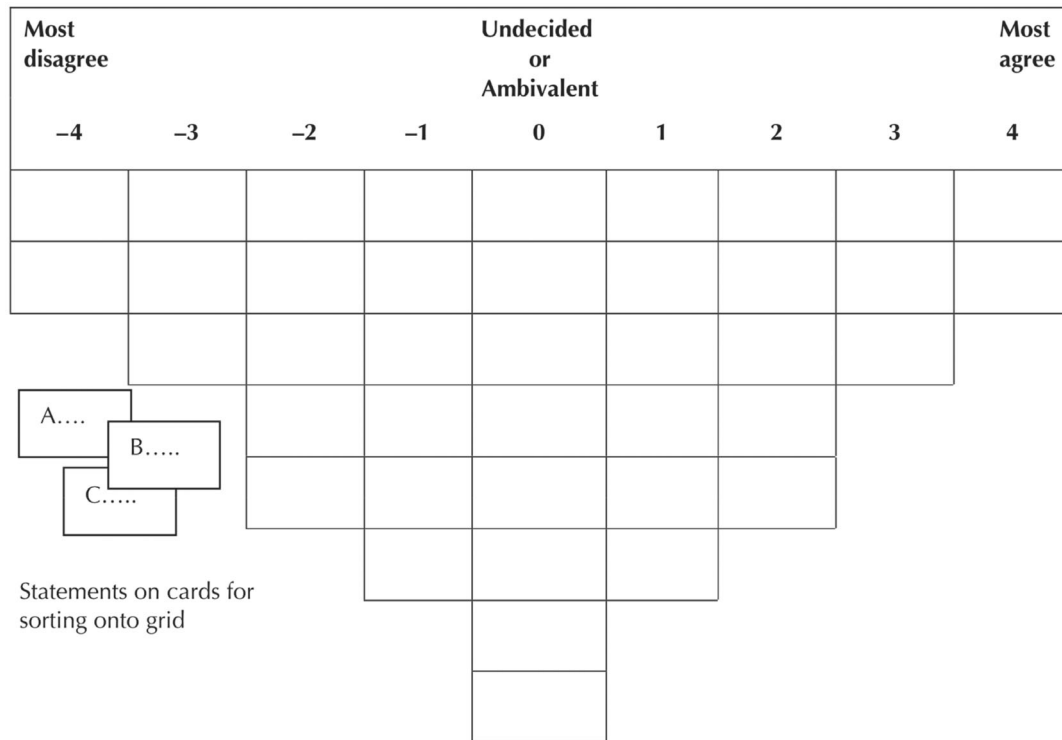 Most disagree
Undecided or Ambivalent
Most agree
–4 –3 –2 –1 0 1 2 3 4
A....
B.....
C.....
Statements on cards for
sorting onto grid